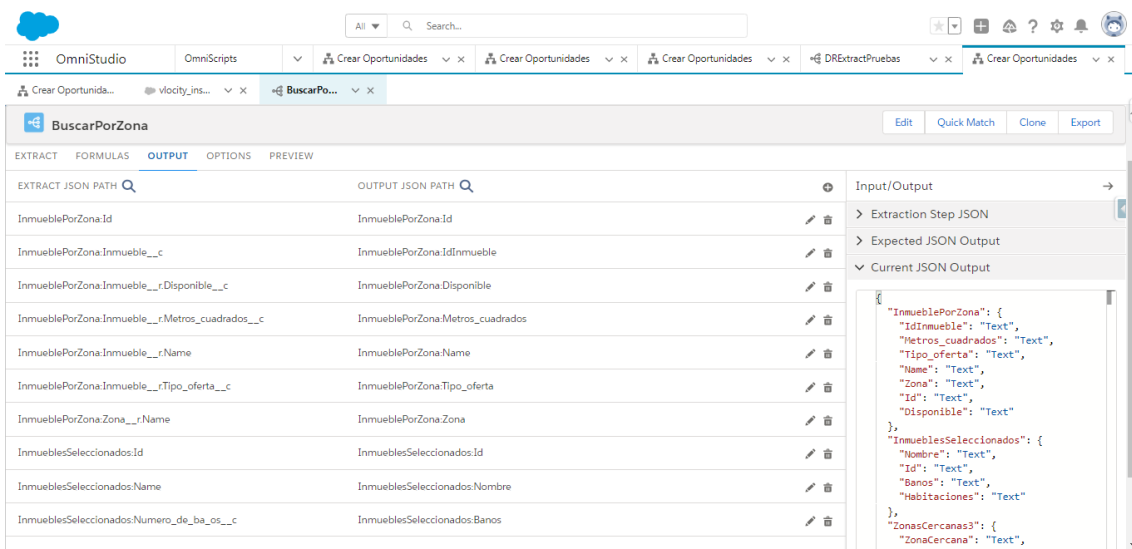 All Search...
OmniStudio OmniScripts Crear Oportunidades Crear Oportunidades Crear Oportunidades DRExtractPruebas Crear Oportunidades
Crear Oportunida... vlocity_ins... BuscarPo...
BuscarPorZona Edit Quick Match Clone Export
EXTRACT FORMULAS OUTPUT OPTIONS PREVIEW
EXTRACT JSON PATH OUTPUT JSON PATH
InmueblePorZona:Id InmueblePorZona:Id
InmueblePorZona:Inmueble__c InmueblePorZona:IdInmueble
InmueblePorZona:Inmueble__r.Disponible__c InmueblePorZona:Disponible
InmueblePorZona:Inmueble__r.Metros_cuadrados__c InmueblePorZona:Metros_cuadrados
InmueblePorZona:Inmueble__r.Name InmueblePorZona:Name
InmueblePorZona:Inmueble__r.Tipo_oferta__c InmueblePorZona:Tipo_oferta
InmueblePorZona:Zona__r.Name InmueblePorZona:Zona
InmueblesSeleccionados:Id InmueblesSeleccionados:Id
InmueblesSeleccionados:Name InmueblesSeleccionados:Nombre
InmueblesSeleccionados:Numero_de_ba_os__c InmueblesSeleccionados:Banos
Input/Output
Extraction Step JSON
Expected JSON Output
Current JSON Output
{
"InmueblePorZona": {
"IdInmueble": "Text",
"Metros_cuadrados": "Text",
"Tipo_oferta": "Text",
"Name": "Text",
"Zona": "Text",
"Id": "Text",
"Disponible": "Text"
},
"InmueblesSeleccionados": {
"Nombre": "Text",
"Id": "Text",
"Banos": "Text",
"Habitaciones": "Text"
},
"ZonasCercanas3": {
"ZonaCercana": "Text",